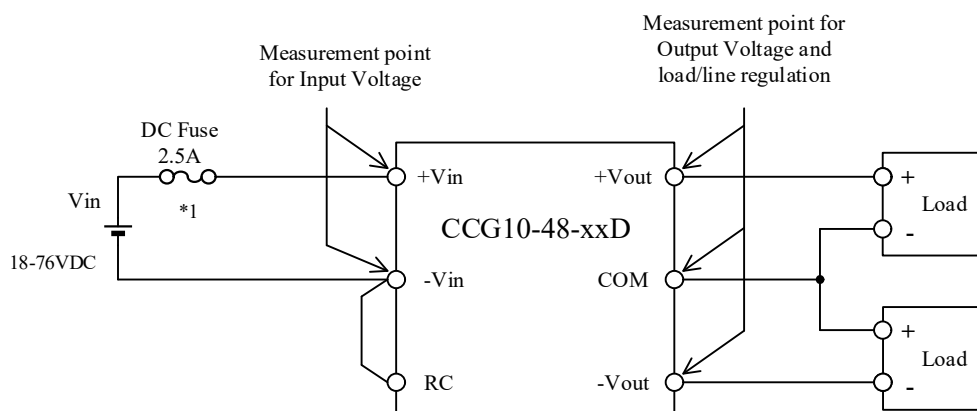 Measurement point for
Output Voltage and
load/line regulation
Measurement point
for Input Voltage
DC Fuse
2.5A
*1
Vin
18-76VDC
+Vin
-Vin
RC
CCG10-48-xxD
+Vout
COM
-Vout
+
Load
-
+
Load
-